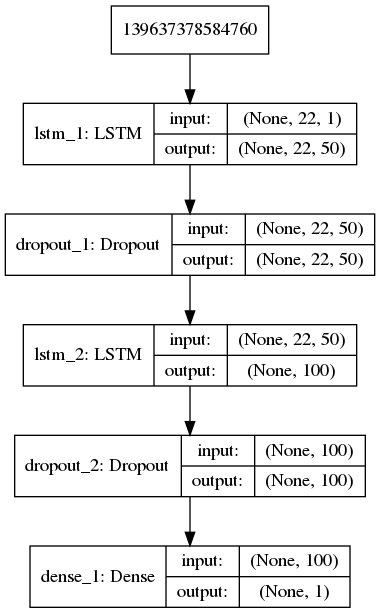 139637378584760
lstm_1: LSTM
input: (None, 22, 1)
output: (None, 22, 50)
dropout_1: Dropout
input: (None, 22, 50)
output: (None, 22, 50)
lstm_2: LSTM
input: (None, 22, 50)
output: (None, 100)
dropout_2: Dropout
input: (None, 100)
output: (None, 100)
dense_1: Dense
input: (None, 100)
output: (None, 1)